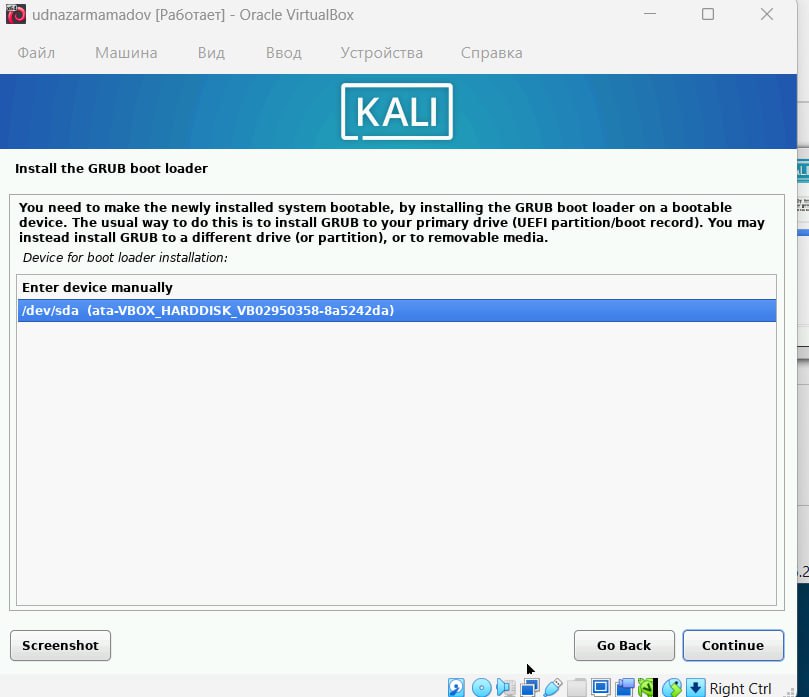 udnazarmamadov [Работает] - Oracle VirtualBox
Файл Машина Вид Ввод Устройства Справка
KALI
Install the GRUB boot loader
You need to make the newly installed system bootable, by installing the GRUB boot loader on a bootable
device. The usual way to do this is to install GRUB to your primary drive (UEFI partition/boot record). You may
instead install GRUB to a different drive (or partition), or to removable media.
Device for boot loader installation:
Enter device manually
/dev/sda (ata-VBOX_HARDDISK_VB02950358-8a5242da)
Screenshot Go Back Continue
Right Ctrl